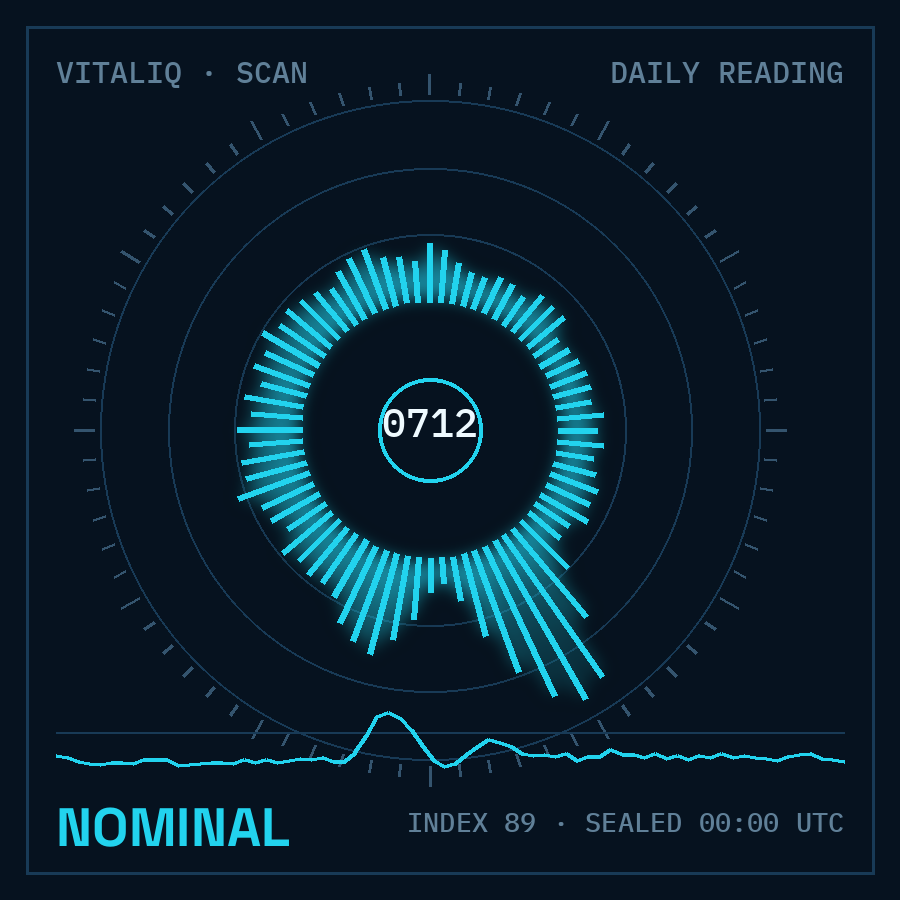 VITALIQ · SCAN
DAILY READING
0712
NOMINAL
INDEX 89 · SEALED 00:00 UTC